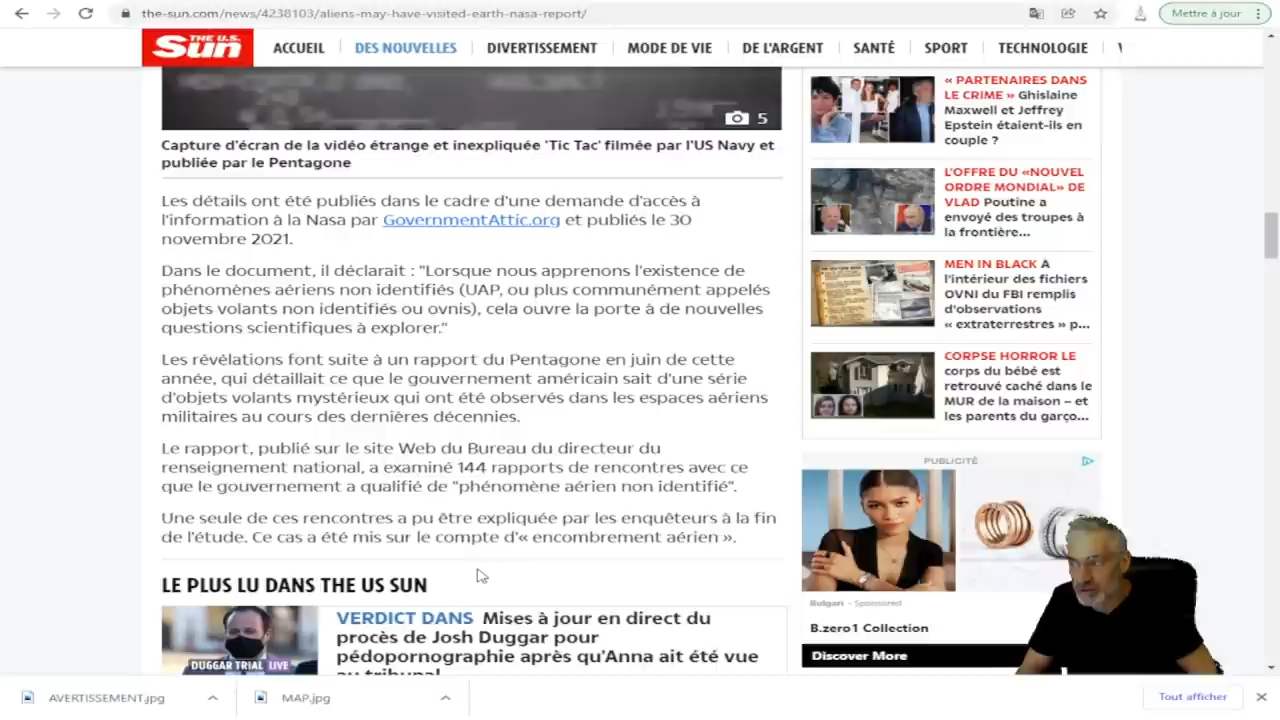 the-sun.com/news/4238103/aliens-may-have-visited-earth-nasa-report/
Mettre à jour
THE U.S. Sun
ACCUEIL
DES NOUVELLES
DIVERTISSEMENT
MODE DE VIE
DE L'ARGENT
SANTÉ
SPORT
TECHNOLOGIE
5
Capture d'écran de la vidéo étrange et inexpliquée 'Tic Tac' filmée par l'US Navy et
publiée par le Pentagone
Les détails ont été publiés dans le cadre d'une demande d'accès à
l'information à la Nasa par GovernmentAttic.org et publiés le 30
novembre 2021.
Dans le document, il déclarait : "Lorsque nous apprenons l'existence de
phénomènes aériens non identifiés (UAP, ou plus communément appelés
objets volants non identifiés ou ovnis), cela ouvre la porte à de nouvelles
questions scientifiques à explorer."
Les révélations font suite à un rapport du Pentagone en juin de cette
année, qui détaillait ce que le gouvernement américain sait d'une série
d'objets volants mystérieux qui ont été observés dans les espaces aériens
militaires au cours des dernières décennies.
Le rapport, publié sur le site Web du Bureau du directeur du
renseignement national, a examiné 144 rapports de rencontres avec ce
que le gouvernement a qualifié de "phénomène aérien non identifié".
Une seule de ces rencontres a pu être expliquée par les enquêteurs à la fin
de l'étude. Ce cas a été mis sur le compte d'« encombrement aérien ».
LE PLUS LU DANS THE US SUN
DUGGAR TRIAL LIVE
VERDICT DANS Mises à jour en direct du
procès de Josh Duggar pour
pédopornographie après qu'Anna ait été vue
au tribunal
« PARTENAIRES DANS
LE CRIME » Ghislaine
Maxwell et Jeffrey
Epstein étaient-ils en
couple ?
L'OFFRE DU «NOUVEL
ORDRE MONDIAL» DE
VLAD Poutine a
envoyé des troupes à
la frontière...
MEN IN BLACK À
l'intérieur des fichiers
OVNI du FBI remplis
d'observations
« extraterrestres » p...
CORPSE HORROR LE
corps du bébé est
retrouvé caché dans le
MUR de la maison – et
les parents du garço...
PUBLICITÉ
Bulgari - Sponsored
B.zero1 Collection
Discover More
AVERTISSEMENT.jpg
MAP.jpg
Tout afficher